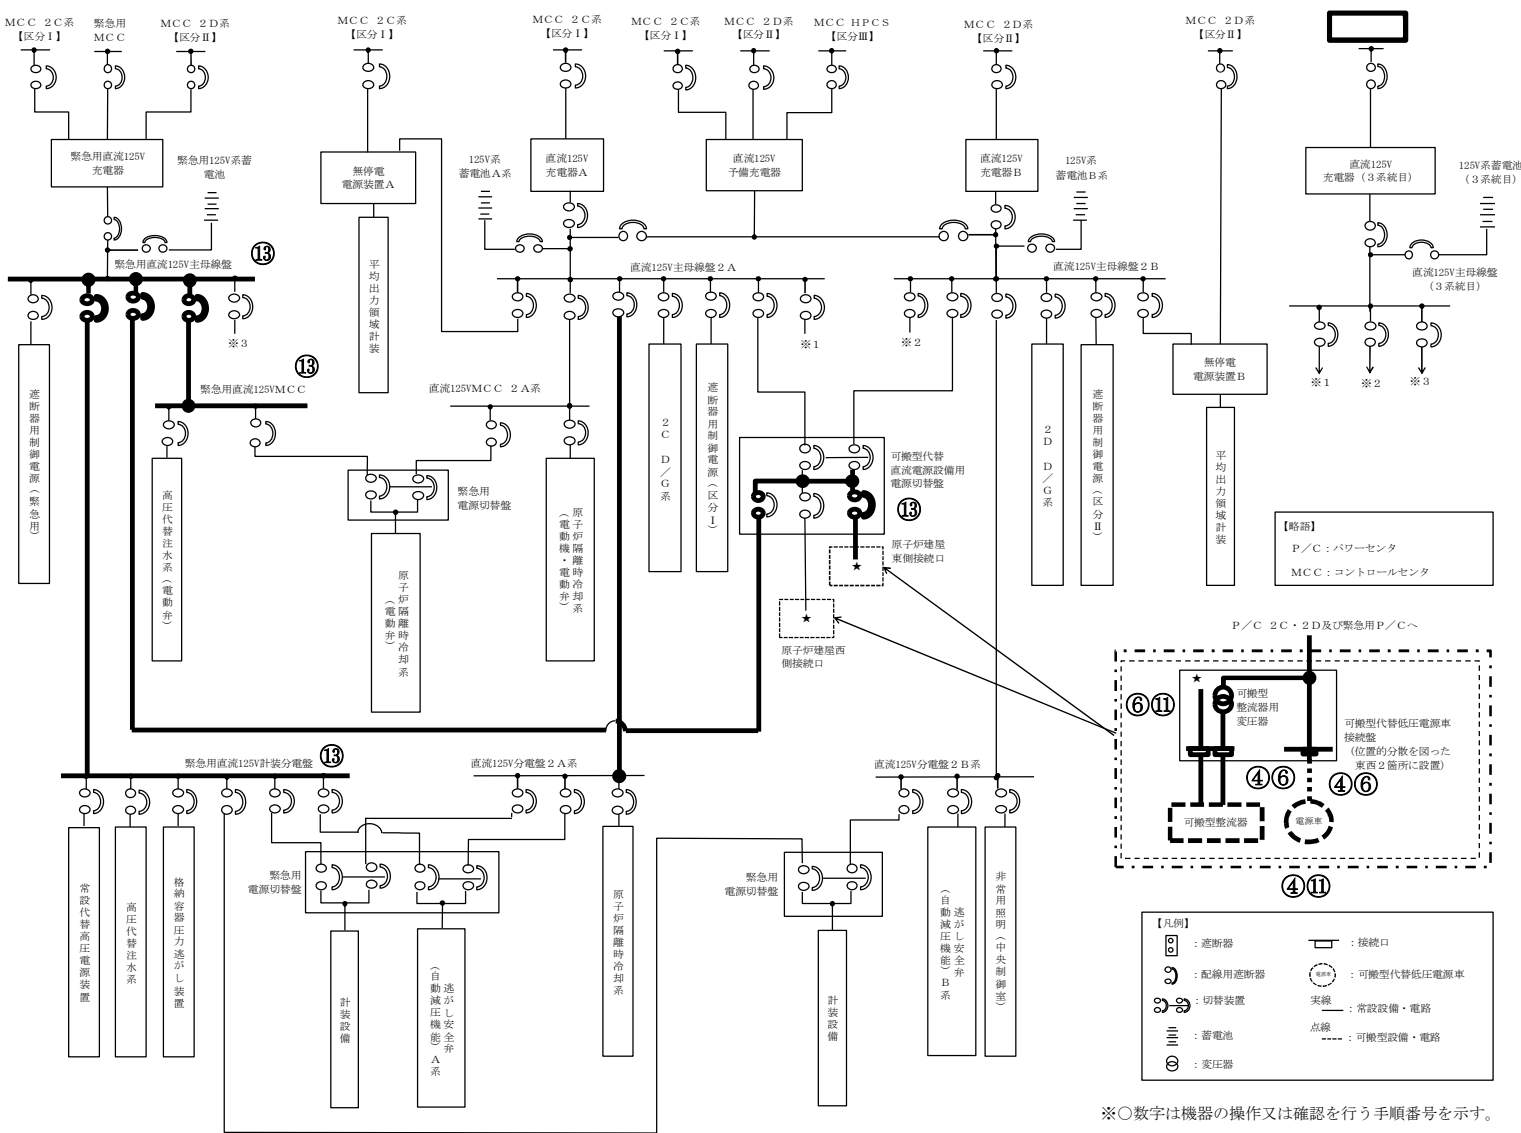 MCC 2C系
【区分Ⅰ】
緊急用
MCC
MCC 2D系
【区分Ⅱ】
MCC 2C系
【区分Ⅰ】
MCC 2C系
【区分Ⅰ】
MCC 2C系
【区分Ⅰ】
MCC 2D系
【区分Ⅱ】
MCC HPCS
【区分Ⅲ】
MCC 2D系
【区分Ⅱ】
MCC 2D系
【区分Ⅱ】
緊急用直流125V
充電器
緊急用125V系蓄
電池
無停電
電源装置A
125V系
蓄電池A系
直流125V
充電器A
直流125V
予備充電器
直流125V
充電器B
125V系
蓄電池B系
直流125V
充電器(3系統目)
125V系蓄電池
(3系統目)
⑬
緊急用直流125V主母線盤
平均出力領域計装
直流125V主母線盤2A
直流125V主母線盤2B
直流125V主母線盤
(3系統目)
※3
※1
※2
※1
※2
※3
無停電
電源装置B
⑬
緊急用直流125VMCC
直流125VMCC 2A系
遮断器用制御電源(緊急用)
2C D/G系
遮断器用制御電源(区分Ⅰ)
2D D/G系
遮断器用制御電源(区分Ⅱ)
平均出力領域計装
可搬型代替
直流電源設備用
電源切替盤
⑬
緊急用
電源切替盤
高圧代替注水系(電動弁)
原子炉隔離時冷却系
(電動弁)
原子炉隔離時冷却系
(電動機・電動弁)
原子炉建屋
東側接続口
★
★
原子炉建屋西
側接続口
【略語】
P/C:パワーセンタ
MCC:コントロールセンタ
P/C 2C・2D及び緊急用P/Cへ
★
可搬型
整流器用
変圧器
⑥⑪
可搬型代替低圧電源車
接続盤
(位置的分散を図った
東西2箇所に設置)
④⑥
④⑥
可搬型整流器
電源車
④⑪
緊急用直流125V計装分電盤
⑬
直流125V分電盤2A系
直流125V分電盤2B系
緊急用
電源切替盤
緊急用
電源切替盤
常設代替高圧電源装置
高圧代替注水系
格納容器圧力逃がし装置
計装設備
逃がし安全弁
(自動減圧機能)A系
原子炉隔離時冷却系
計装設備
逃がし安全弁
(自動減圧機能)B系
非常用照明(中央制御室)
【凡例】
:遮断器
:接続口
:配線用遮断器
電源車
:可搬型代替低圧電源車
:切替装置
実線
:常設設備・電路
:蓄電池
点線
:可搬型設備・電路
:変圧器
※○数字は機器の操作又は確認を行う手順番号を示す。